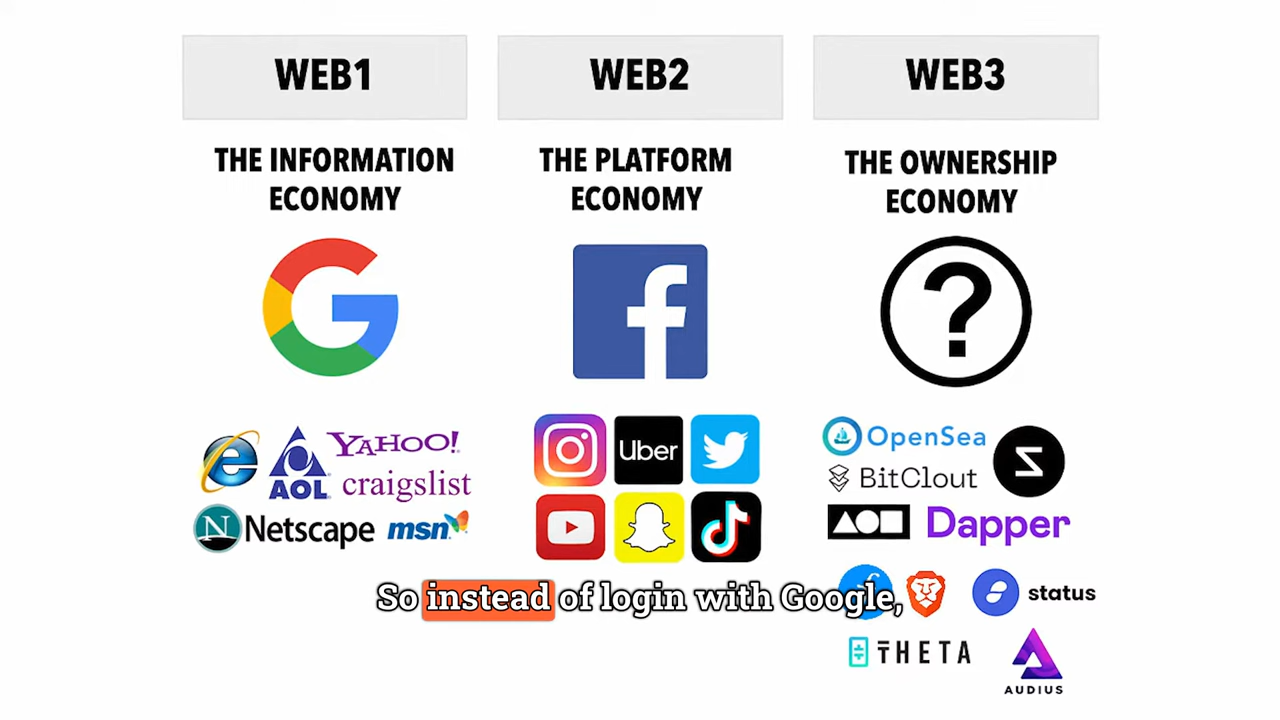 WEB1
THE INFORMATION
ECONOMY
YAHOO!
AOL
craigslist
N Netscape
msn
WEB2
THE PLATFORM
ECONOMY
f
Uber
WEB3
THE OWNERSHIP
ECONOMY
?
OpenSea
BitClout
Dapper
status
THETA
AUDIUS
So instead of login with Google,